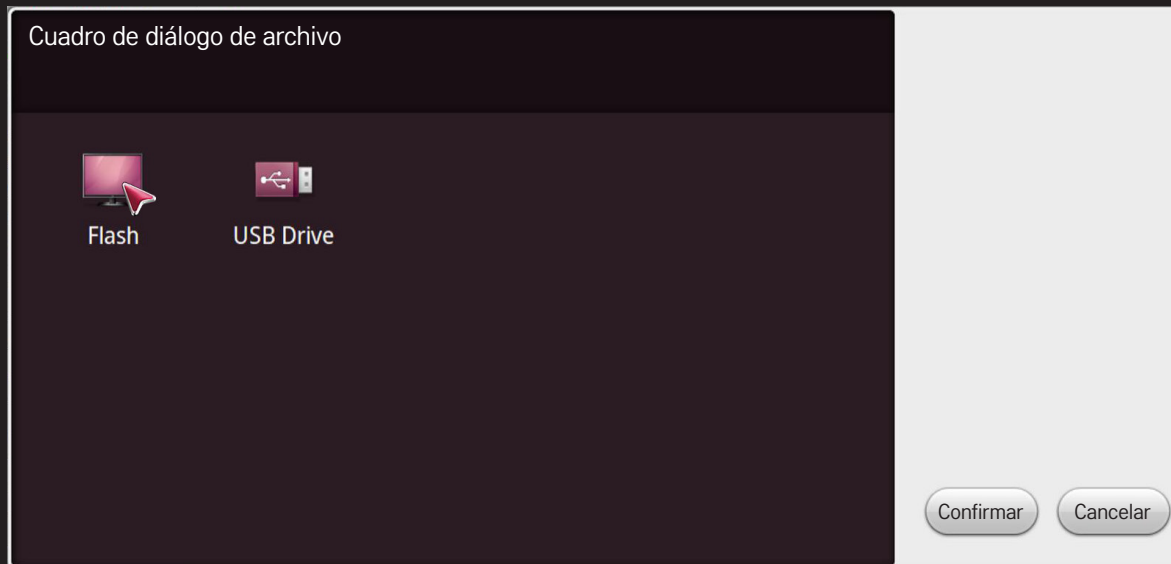 Cuadro de diálogo de archivo
Flash
USB Drive
Confirmar
Cancelar